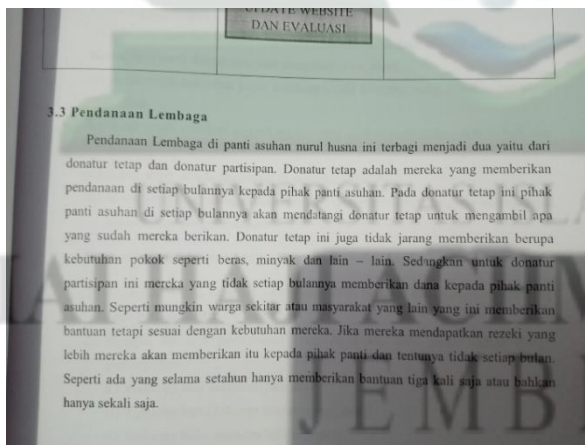 UPDATE WEBSITE
DAN EVALUASI
3.3 Pendanaan Lembaga
Pendanaan Lembaga di panti asuhan nurul husna ini terbagi menjadi dua yaitu dari
donatur tetap dan donatur partisipan. Donatur tetap adalah mereka yang memberikan
pendanaan di setiap bulannya kepada pihak panti asuhan. Pada donatur tetap ini pihak
panti asuhan di setiap bulannya akan mendatangi donatur tetap untuk mengambil apa
yang sudah mereka berikan. Donatur tetap ini juga tidak jarang memberikan berupa
kebutuhan pokok seperti beras, minyak dan lain – lain. Sedangkan untuk donatur
partisipan ini mereka yang tidak setiap bulannya memberikan dana kepada pihak panti
asuhan. Seperti mungkin warga sekitar atau masyarakat yang lain yang ini memberikan
bantuan tetapi sesuai dengan kebutuhan mereka. Jika mereka mendapatkan rezeki yang
lebih mereka akan memberikan itu kepada pihak panti dan tentunya tidak setiap bulan.
Seperti ada yang selama setahun hanya memberikan bantuan tiga kali saja atau bahkan
hanya sekali saja.
UNIVERSITAS ISLA
ACH
JEMB